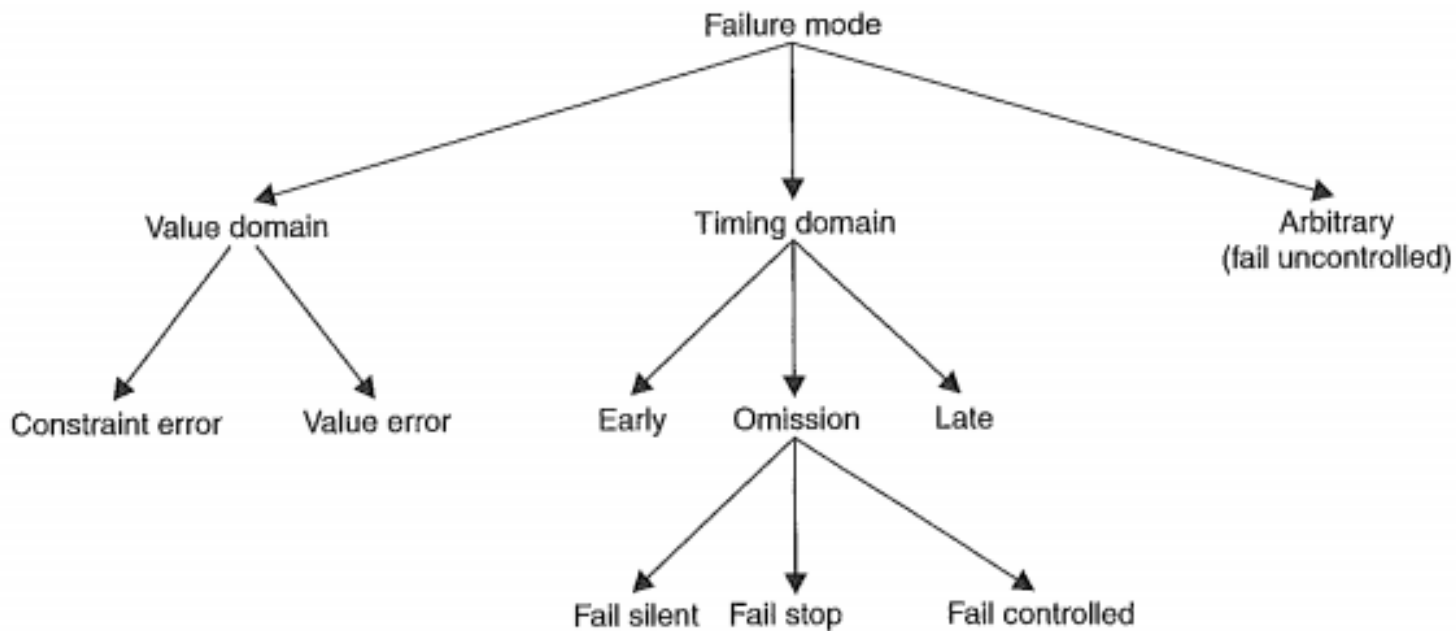 Failure mode
Value domain
Timing domain
Arbitrary
(fail uncontrolled)
Constraint error
Value error
Early
Omission
Late
Fail silent
Fail stop
Fail controlled